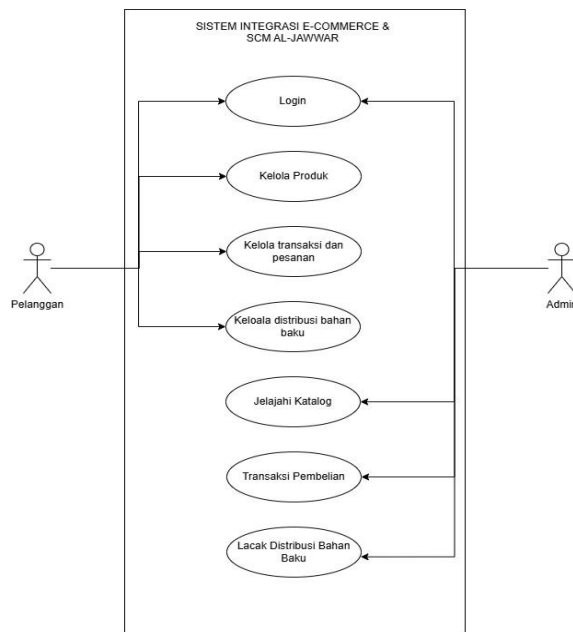 SISTEM INTEGRASI E-COMMERCE &
SCM AL-JAWWAR
Login
Kelola Produk
Kelola transaksi dan
pesanan
Pelanggan
Admin
Keloala distribusi bahan
baku
Jelajahi Katalog
Transaksi Pembelian
Lacak Distribusi Bahan
Baku